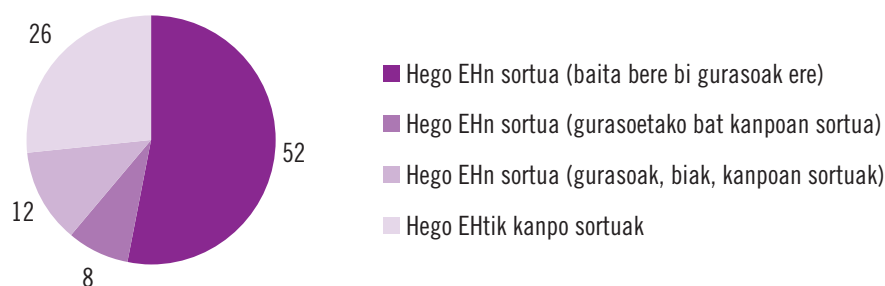 26
52
12
8
Hego EHn sortua (baita bere bi gurasoak ere)
Hego EHn sortua (gurasoetako bat kanpoan sortua)
Hego EHn sortua (gurasoak, biak, kanpoan sortuak)
Hego EHtik kanpo sortuak